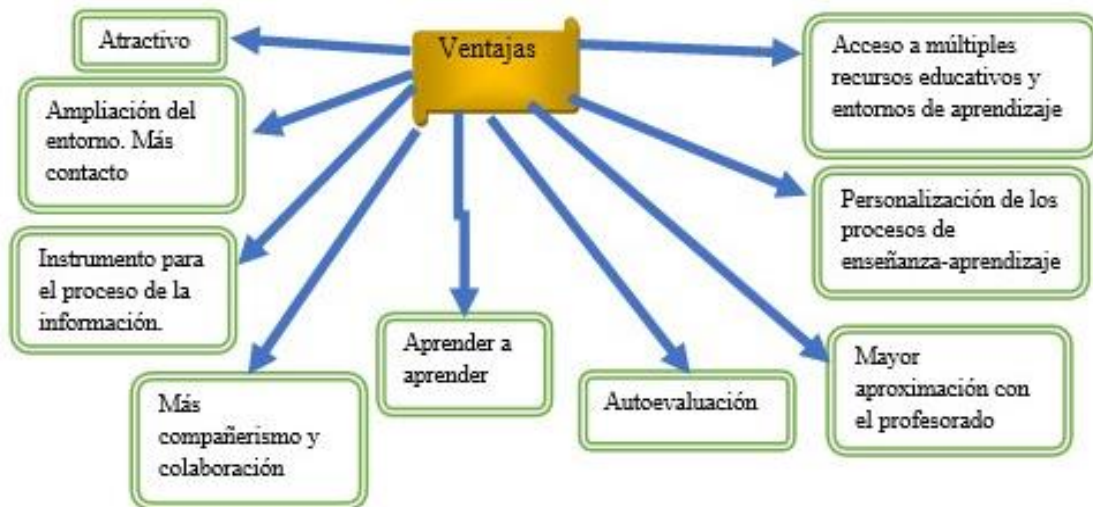 Ventajas
Atractivo
Ampliación del
entorno. Más
contacto
Instrumento para
el proceso de la
información.
Más
compañerismo y
colaboración
Aprender a
aprender
Autoevaluación
Mayor
aproximación con
el profesorado
Personalización de los
procesos de
enseñanza-aprendizaje
Acceso a múltiples
recursos educativos y
entornos de aprendizaje